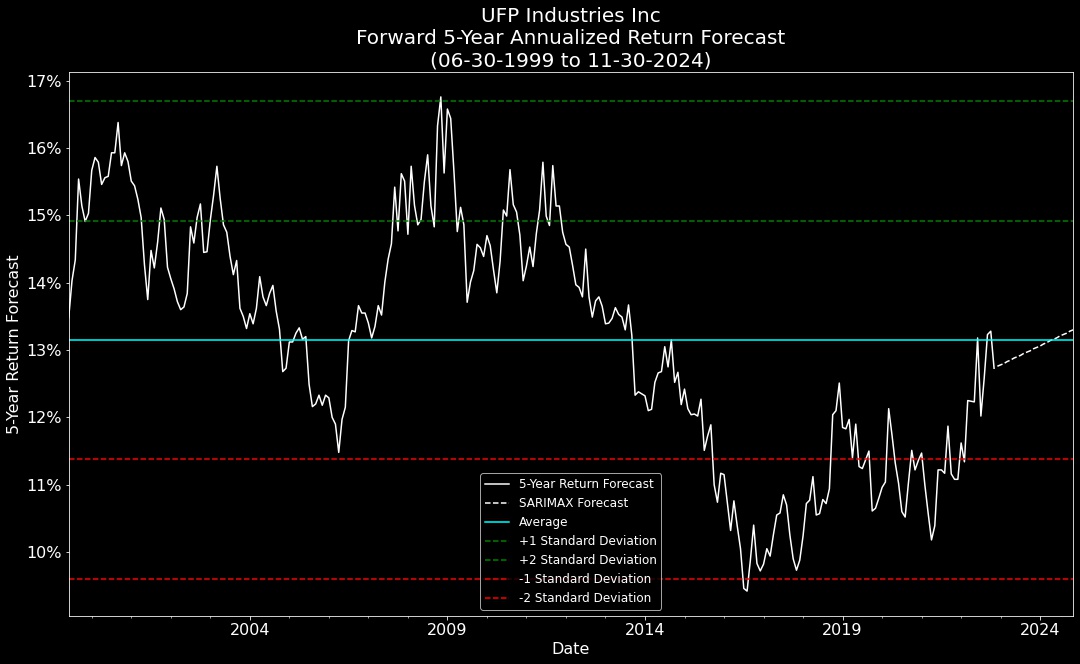 UFP Industries Inc
Forward 5-Year Annualized Return Forecast
(06-30-1999 to 11-30-2024)
17%
16%
15%
14%
13%
12%
11%
10%
5-Year Return Forecast
5-Year Return Forecast
SARIMAX Forecast
Average
+1 Standard Deviation
+2 Standard Deviation
-1 Standard Deviation
-2 Standard Deviation
2004
2009
2014
2019
2024
Date